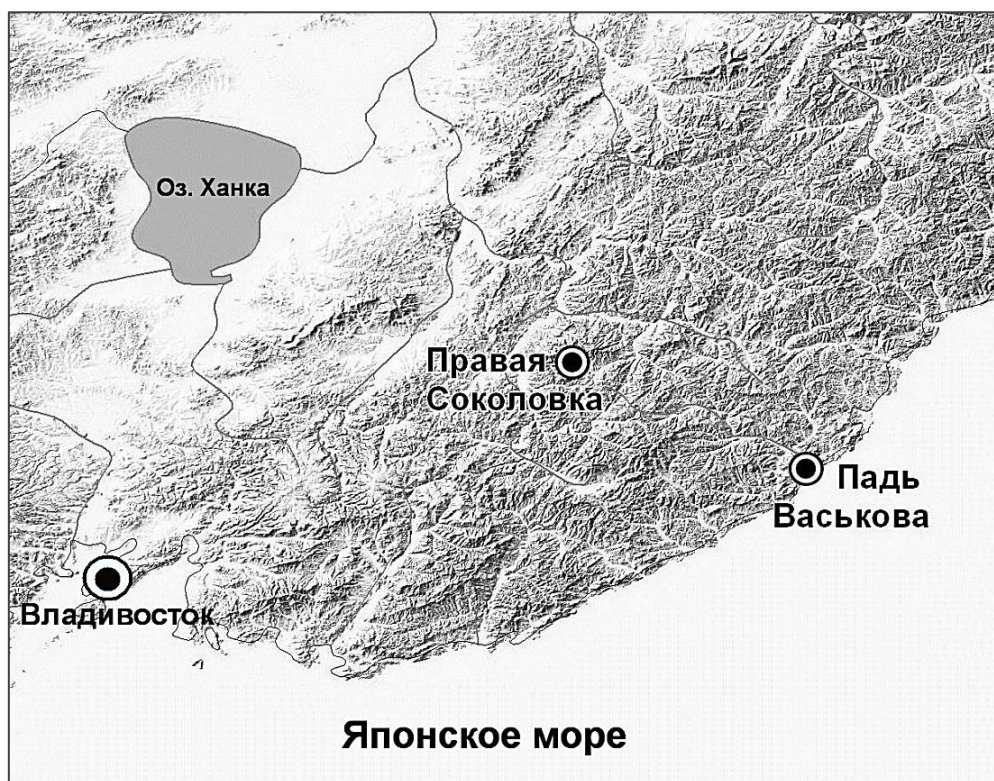 Оз. Ханка
Правая
Соколовка
Падь
Васькова
Владивосток
Японское море